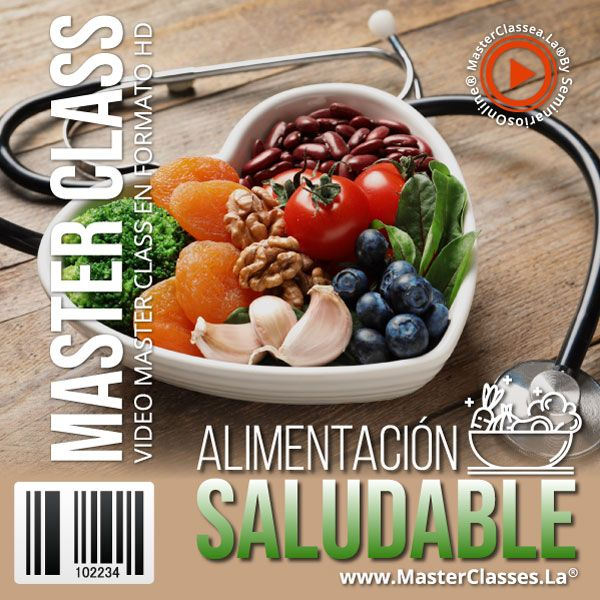 MASTER CLASS
VIDEO MASTER CLASS EN FORMATO HD
MasterClassea.La®By SeminariosOnline®
ALIMENTACIÓN
SALUDABLE
102234
www.MasterClasses.La®